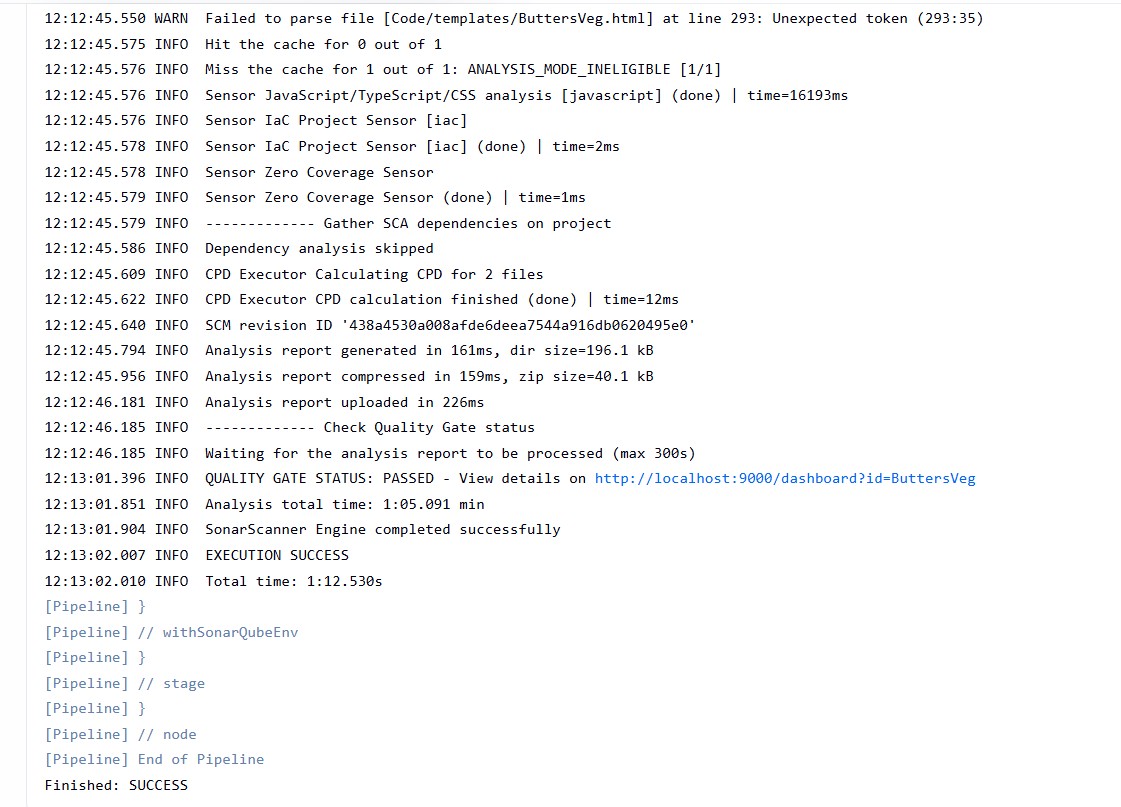 12:12:45.550 WARN  Failed to parse file [Code/templates/ButtersVeg.html] at line 293: Unexpected token (293:35)
12:12:45.575 INFO  Hit the cache for 0 out of 1
12:12:45.576 INFO  Miss the cache for 1 out of 1: ANALYSIS_MODE_INELIGIBLE [1/1]
12:12:45.576 INFO  Sensor JavaScript/TypeScript/CSS analysis [javascript] (done) | time=16193ms
12:12:45.576 INFO  Sensor IaC Project Sensor [iac]
12:12:45.578 INFO  Sensor IaC Project Sensor [iac] (done) | time=2ms
12:12:45.578 INFO  Sensor Zero Coverage Sensor
12:12:45.579 INFO  Sensor Zero Coverage Sensor (done) | time=1ms
12:12:45.579 INFO  ------------- Gather SCA dependencies on project
12:12:45.586 INFO  Dependency analysis skipped
12:12:45.609 INFO  CPD Executor Calculating CPD for 2 files
12:12:45.622 INFO  CPD Executor CPD calculation finished (done) | time=12ms
12:12:45.640 INFO  SCM revision ID '438a4530a008afde6deea7544a916db0620495e0'
12:12:45.794 INFO  Analysis report generated in 161ms, dir size=196.1 kB
12:12:45.956 INFO  Analysis report compressed in 159ms, zip size=40.1 kB
12:12:46.181 INFO  Analysis report uploaded in 226ms
12:12:46.185 INFO  ------------- Check Quality Gate status
12:12:46.185 INFO  Waiting for the analysis report to be processed (max 300s)
12:13:01.396 INFO  QUALITY GATE STATUS: PASSED - View details on http://localhost:9000/dashboard?id=ButtersVeg
12:13:01.851 INFO  Analysis total time: 1:05.091 min
12:13:01.904 INFO  SonarScanner Engine completed successfully
12:13:02.007 INFO  EXECUTION SUCCESS
12:13:02.010 INFO  Total time: 1:12.530s
[Pipeline] }
[Pipeline] // withSonarQubeEnv
[Pipeline] }
[Pipeline] // stage
[Pipeline] }
[Pipeline] // node
[Pipeline] End of Pipeline
Finished: SUCCESS